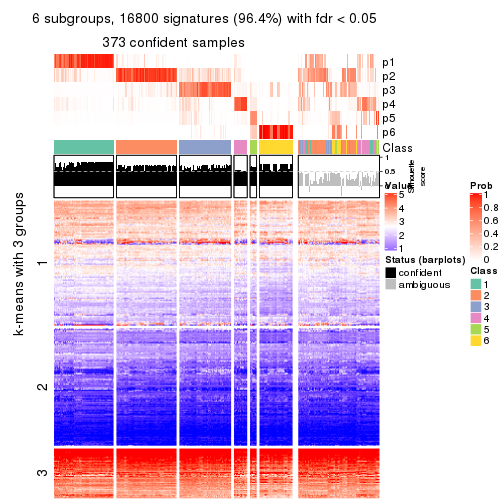 6 subgroups, 16800 signatures (96.4%) with fdr < 0.05
373 confident samples
p1
p2
p3
p4
p5
p6
Class
1
0.5
0
Silhouette
score
k-means with 3 groups
1
2
3
Value
5
4
3
2
1
Status (barplots)
confident
ambiguous
Prob
1
0.8
0.6
0.4
0.2
0
Class
1
2
3
4
5
6